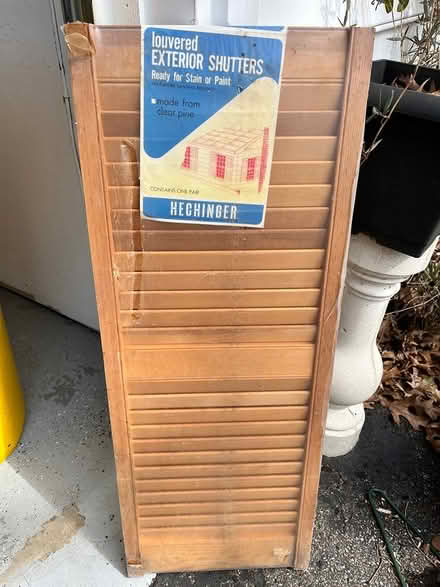 louvered
EXTERIOR SHUTTERS
Ready for Stain or Paint
■ made from
clear pine
CONTAINS ONE PAIR
HECHINGER